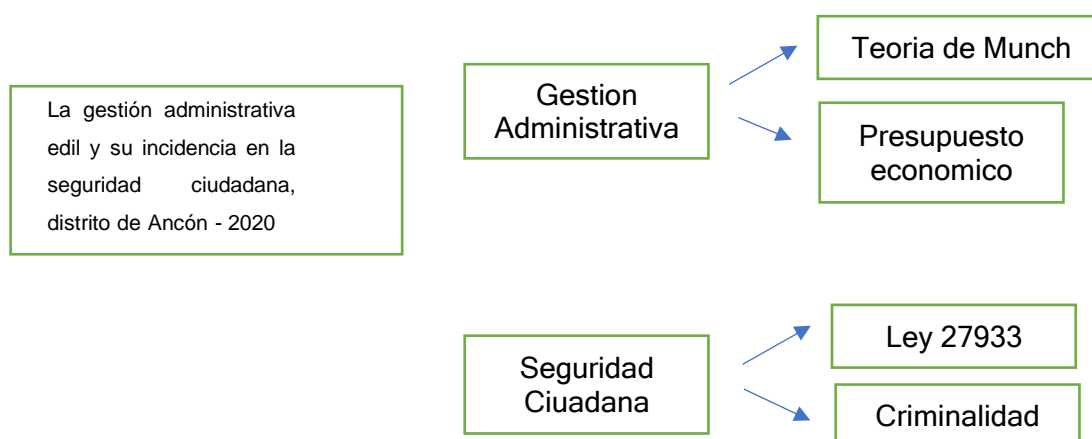 La gestión administrativa
edil y su incidencia en la
seguridad ciudadana,
distrito de Ancón - 2020
Gestion
Administrativa
Teoria de Munch
Presupuesto
economico
Seguridad
Ciuadana
Ley 27933
Criminalidad